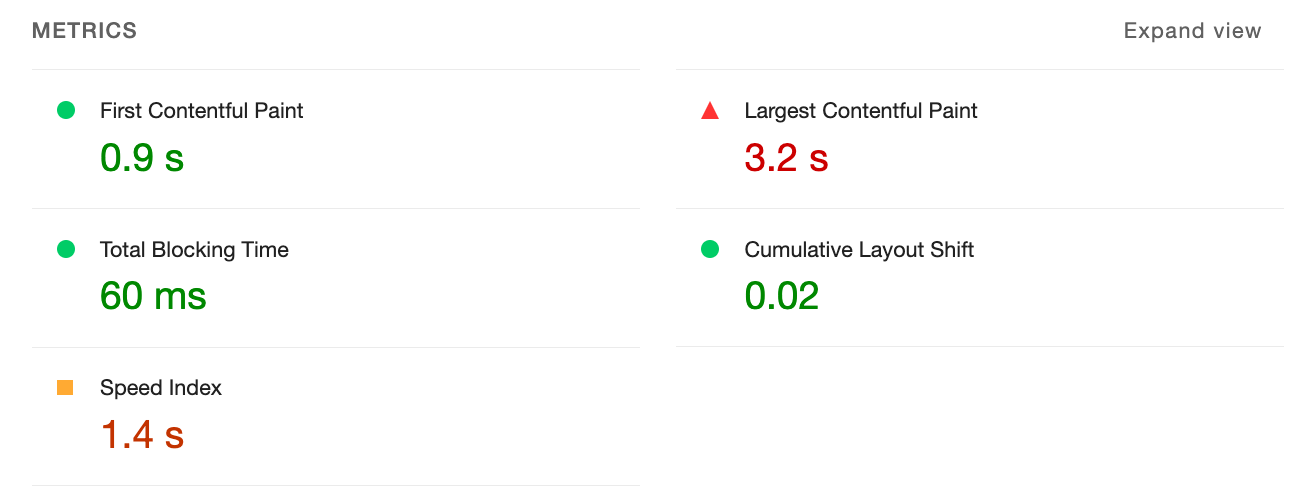 METRICS
Expand view
First Contentful Paint
0.9 s
Largest Contentful Paint
3.2 s
Total Blocking Time
60 ms
Cumulative Layout Shift
0.02
Speed Index
1.4 s